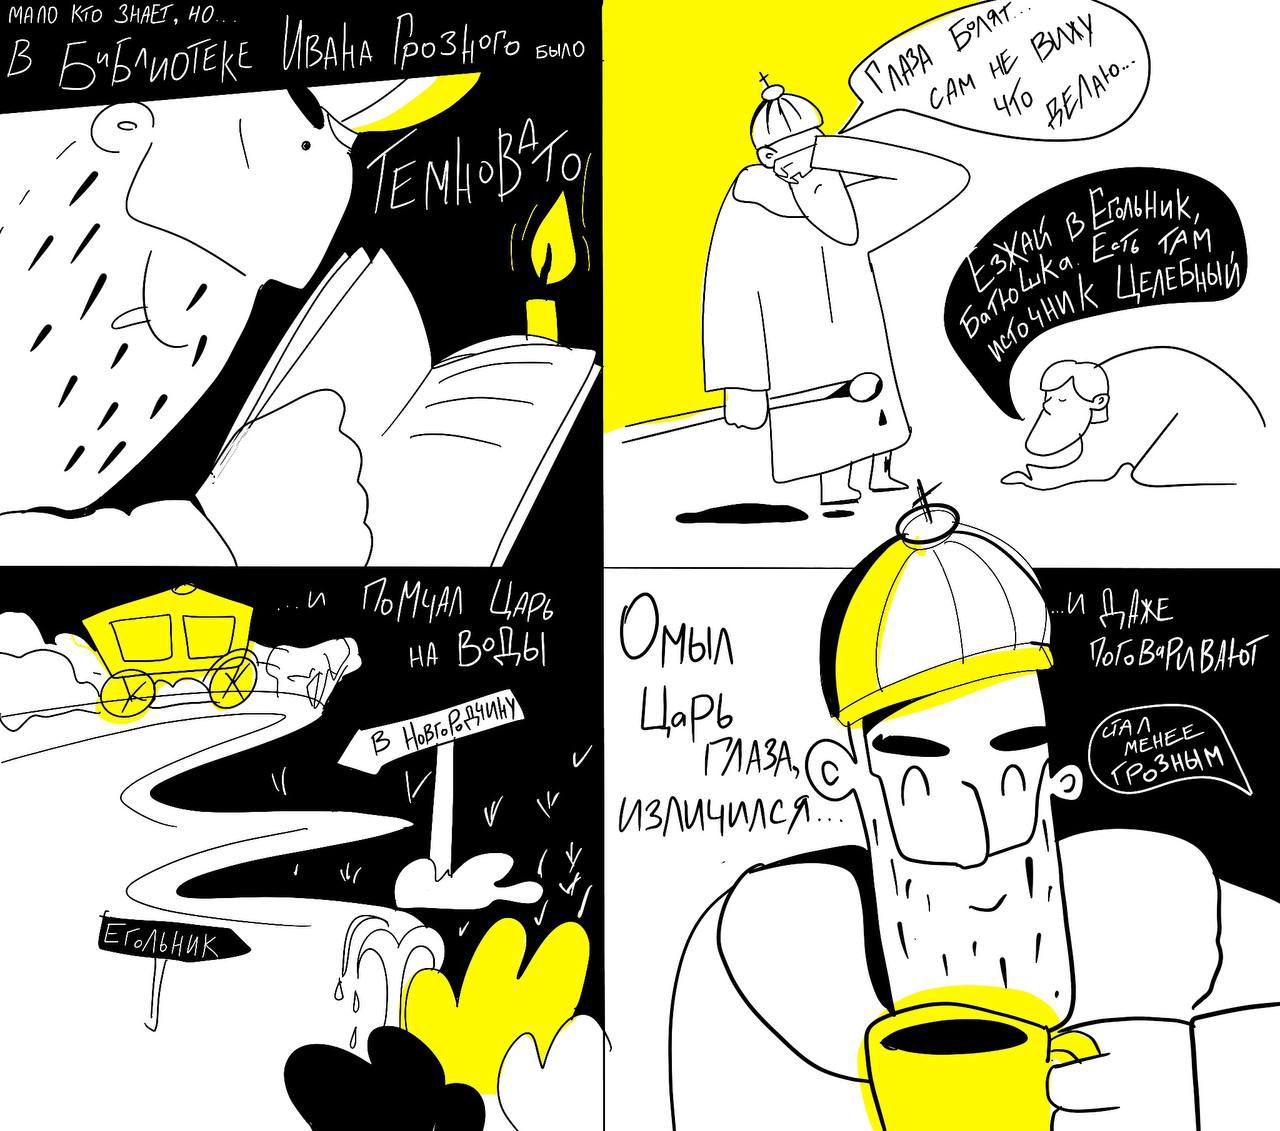 МАЛО КТО ЗНАЕТ, НО...
В БИБЛИОТЕКЕ ИВАНА ГРОЗНОГО БЫЛО
ТЕМНОВАТО
ГЛАЗА БОЛЯТ...
САМ НЕ ВИЖУ
ЧТО
ДЕЛАЮ...
ЕЗЖАЙ В ЕГОЛЬНИК,
БАТЮШКА. ЕСТЬ ТАМ
ИСТОЧНИК ЦЕЛЕБНЫЙ
...И ПОМЧАЛ ЦАРЬ
НА ВОДЫ
В НОВГОРОДЧИНУ
ЕГОЛЬНИК
ОМЫЛ
ЦАРЬ
ГЛАЗА,
ИЗЛИЧИЛСЯ...
...И ДАЖЕ
ПОГОВАРИВАЮТ
СТАЛ
МЕНЕЕ
ГРОЗНЫМ